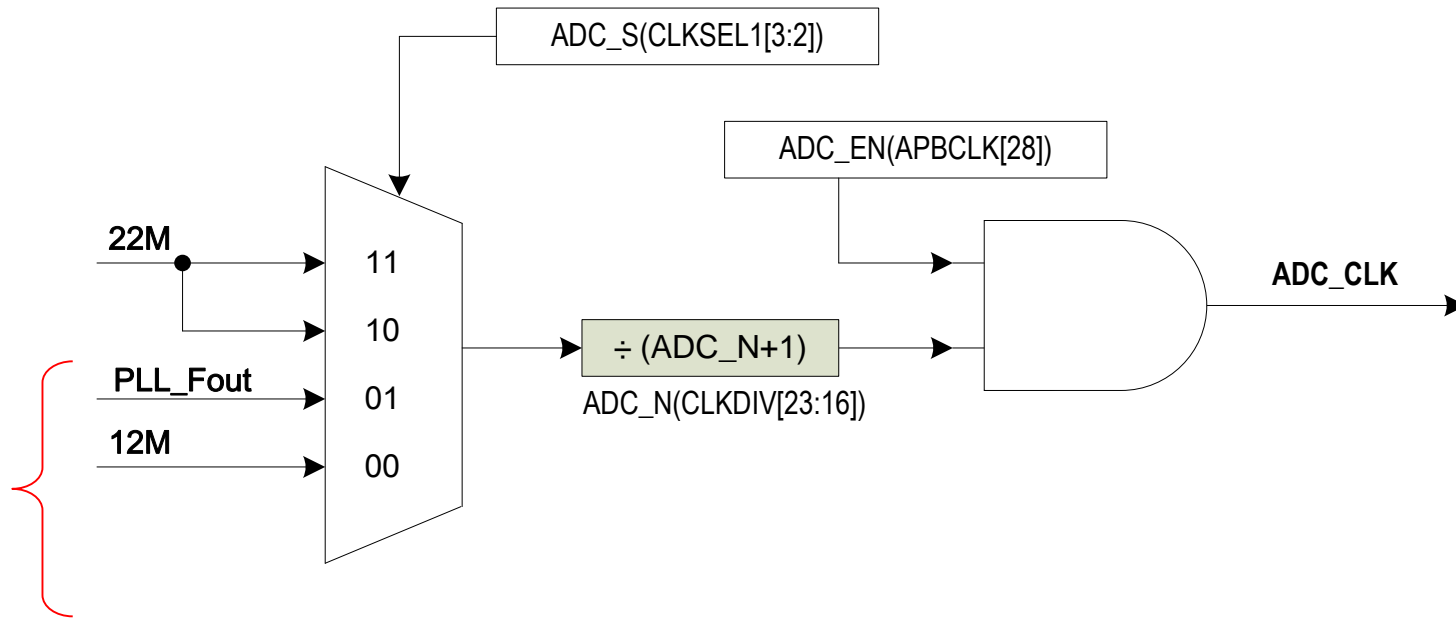 ADC_S(CLKSEL1[3:2])
ADC_EN(APBCLK[28])
22M
11
ADC_CLK
10
÷ (ADC_N+1)
PLL_Fout
01
ADC_N(CLKDIV[23:16])
12M
00